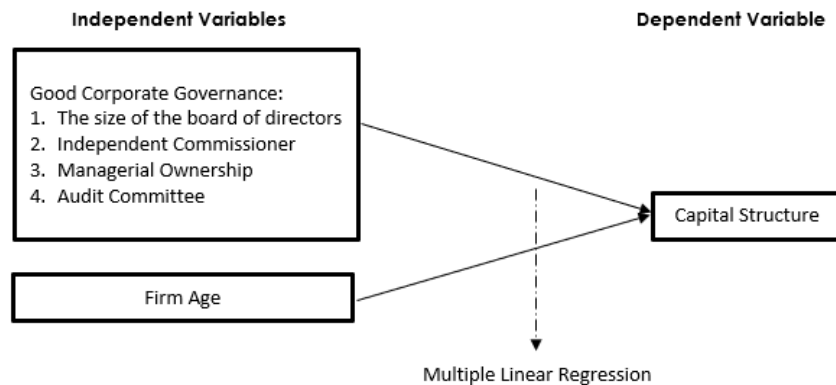 Independent Variables
Dependent Variable
Good Corporate Governance:
1. The size of the board of directors
2. Independent Commissioner
3. Managerial Ownership
4. Audit Committee
Capital Structure
Firm Age
Multiple Linear Regression